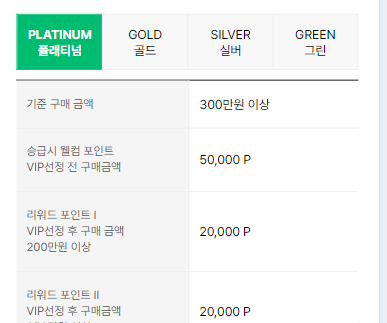 PLATINUM GOLD SILVER GREEN
플래티넘 골드 실버 그린
기준 구매 금액 300만원 이상
승급시 웰컴 포인트
VIP선정 전 구매금액
50,000 P
리워드 포인트 I
VIP선정 후 구매 금액
200만원 이상
20,000 P
리워드 포인트 II
VIP선정 후 구매금액
20,000 P